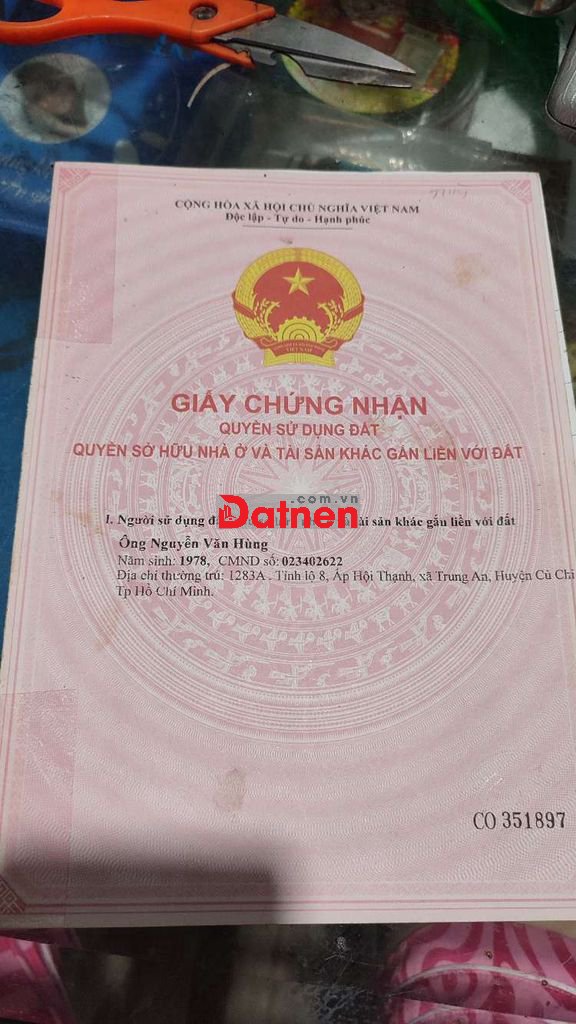 CỘNG HÒA XÃ HỘI CHỦ NGHĨA VIỆT NAM
Độc lập - Tự do - Hạnh phúc
VIỆT NAM
GIẤY CHỨNG NHẬN
QUYỀN SỬ DỤNG ĐẤT
QUYỀN SỞ HỮU NHÀ Ở VÀ TÀI SẢN KHÁC GẮN LIỀN VỚI ĐẤT
.com.vn
Datnen
I. Người sử dụng tài sản khác gắn liền với đất
Ông Nguyễn Văn Hùng
Năm sinh: 1978, CMND số: 023402622
Địa chỉ thường trú: 1283A , Tỉnh lộ 8, Ấp Hội Thạnh, xã Trung An, Huyện Củ Chi
Tp Hồ Chí Minh.
CO 351897